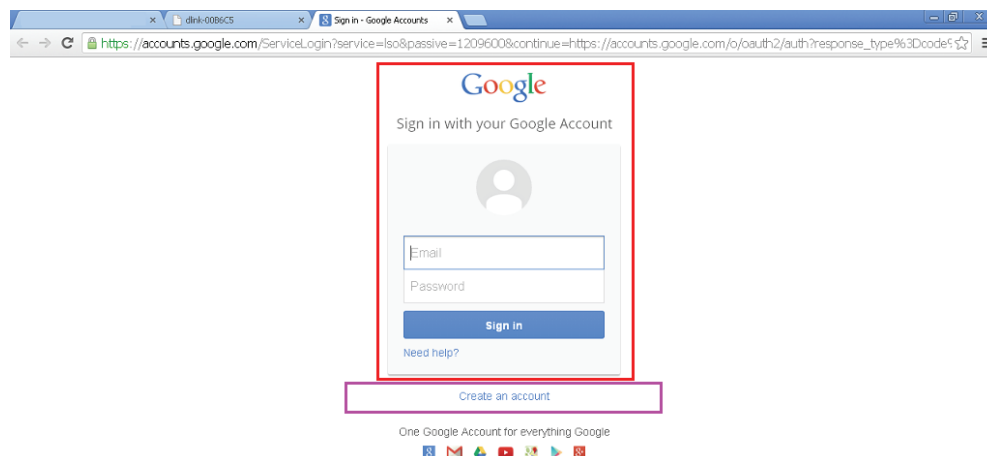 dlink-00B6C5
Sign in - Google Accounts
https://accounts.google.com/ServiceLogin?service=lso&passive=1209600&continue=https://accounts.google.com/o/oauth2/auth?response_type%3Dcode%
Google
Sign in with your Google Account
Email
Password
Sign in
Need help?
Create an account
One Google Account for everything Google